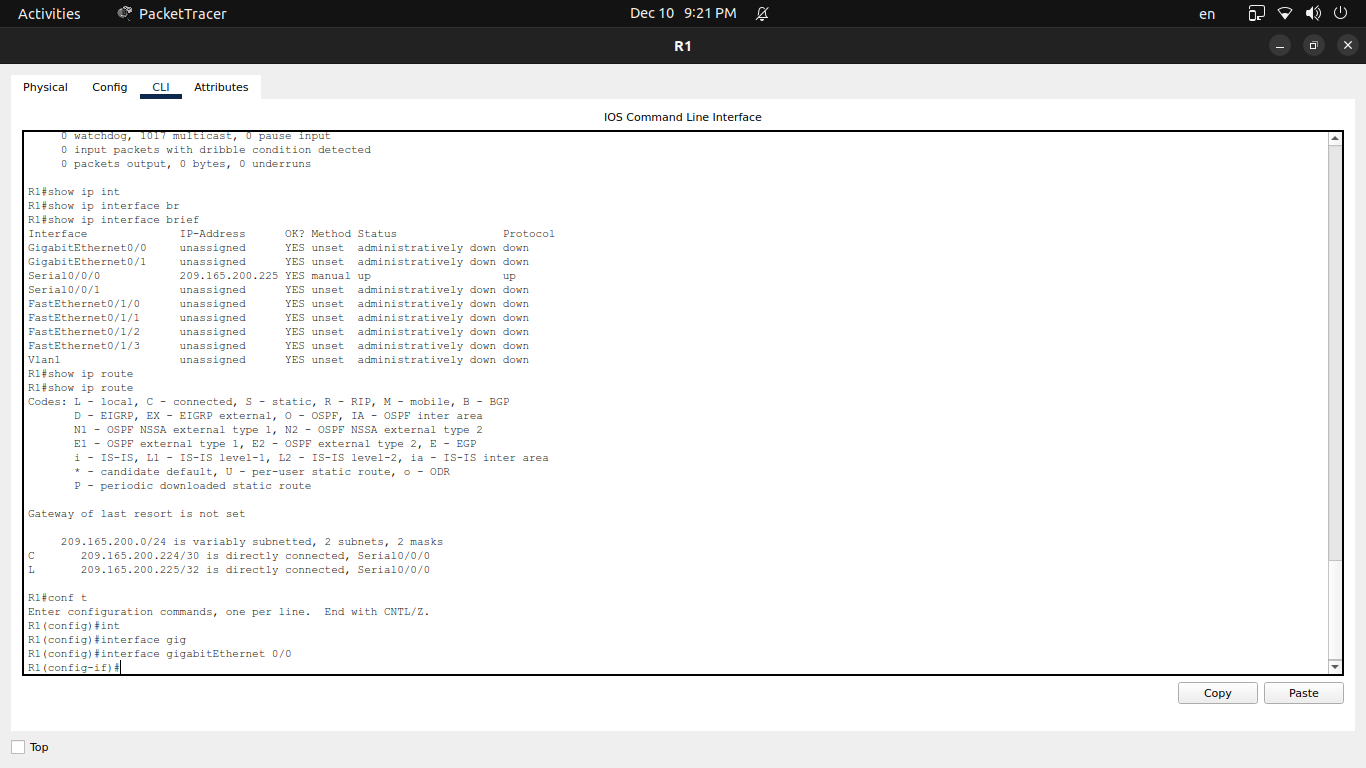 Activities PacketTracer Dec 10 9:21 PM en
R1
Physical Config CLI Attributes
IOS Command Line Interface
0 watchdog, 1017 multicast, 0 pause input
0 input packets with dribble condition detected
0 packets output, 0 bytes, 0 underruns
R1#show ip int
R1#show ip interface br
R1#show ip interface brief
Interface IP-Address OK? Method Status Protocol
GigabitEthernet0/0 unassigned YES unset administratively down down
GigabitEthernet0/1 unassigned YES unset administratively down down
Serial0/0/0 209.165.200.225 YES manual up up
Serial0/0/1 unassigned YES unset administratively down down
FastEthernet0/1/0 unassigned YES unset administratively down down
FastEthernet0/1/1 unassigned YES unset administratively down down
FastEthernet0/1/2 unassigned YES unset administratively down down
FastEthernet0/1/3 unassigned YES unset administratively down down
Vlan1 unassigned YES unset administratively down down
R1#show ip route
R1#show ip route
Codes: L - local, C - connected, S - static, R - RIP, M - mobile, B - BGP
D - EIGRP, EX - EIGRP external, O - OSPF, IA - OSPF inter area
N1 - OSPF NSSA external type 1, N2 - OSPF NSSA external type 2
E1 - OSPF external type 1, E2 - OSPF external type 2, E - EGP
i - IS-IS, L1 - IS-IS level-1, L2 - IS-IS level-2, ia - IS-IS inter area
* - candidate default, U - per-user static route, o - ODR
P - periodic downloaded static route
Gateway of last resort is not set
209.165.200.0/24 is variably subnetted, 2 subnets, 2 masks
C 209.165.200.224/30 is directly connected, Serial0/0/0
L 209.165.200.225/32 is directly connected, Serial0/0/0
R1#conf t
Enter configuration commands, one per line. End with CNTL/Z.
R1(config)#int
R1(config)#interface gig
R1(config)#interface gigabitEthernet 0/0
R1(config-if)#
Copy Paste
Top